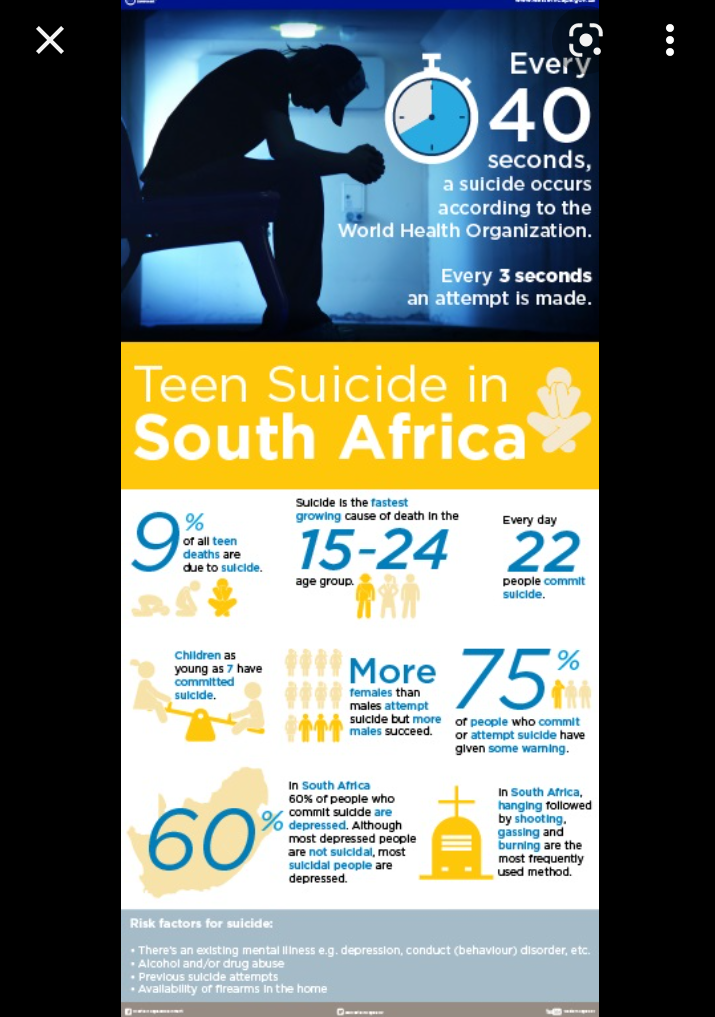 Every
40
seconds,
a suicide occurs
according to the
World Health Organization.
Every 3 seconds
an attempt is made.
Teen Suicide in
South Africa
9%
of all teen
deaths are
due to suicide.
Suicide is the fastest
growing cause of death in the
15-24
age group.
Every day
22
people commit
suicide.
Children as
young as 7 have
committed
suicide.
More
females than
males attempt
suicide but more
males succeed.
75%
of people who commit
or attempt suicide have
given some warning.
60%
In South Africa
60% of people who
commit suicide are
depressed. Although
most depressed people
are not suicidal, most
suicidal people are
depressed.
In South Africa,
hanging followed
by shooting,
gassing and
burning are the
most frequently
used method.
Risk factors for suicide:
• There's an existing mental illness e.g. depression, conduct (behaviour) disorder, etc.
• Alcohol and/or drug abuse
• Previous suicide attempts
• Availability of firearms in the home